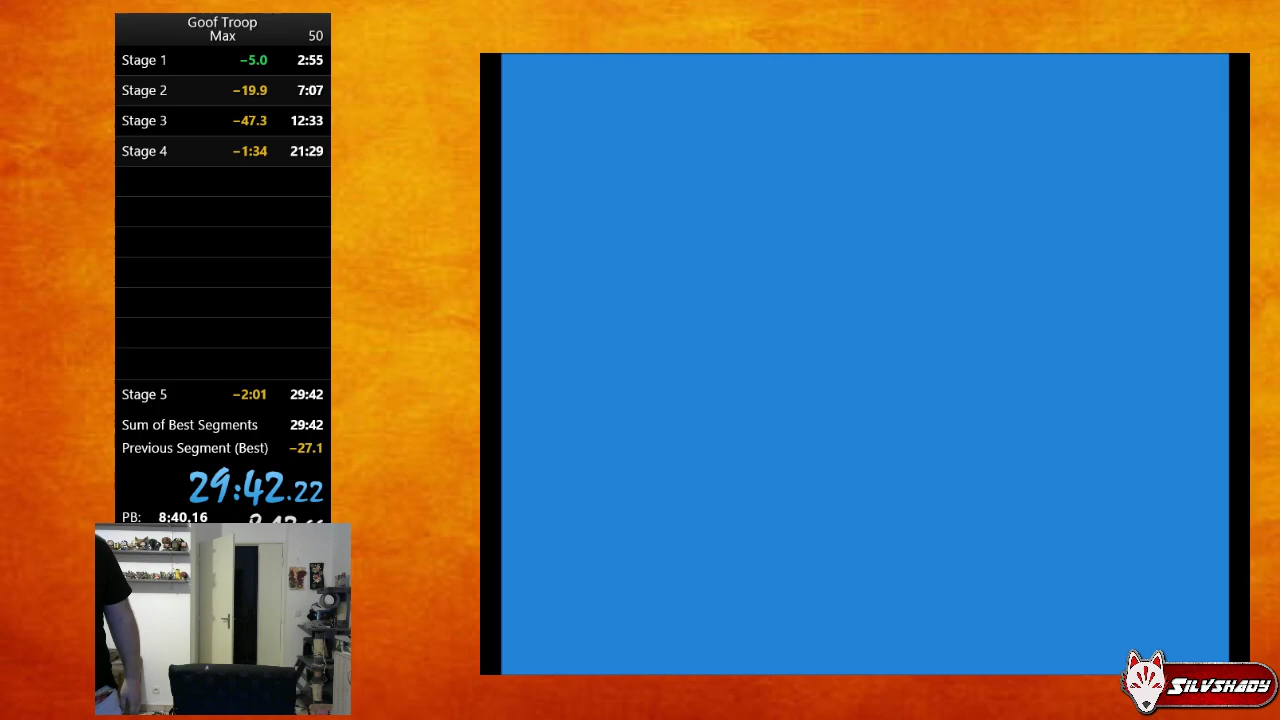 Goof Troop
Max 50
Stage 1 −5.0 2:55
Stage 2 −19.9 7:07
Stage 3 −47.3 12:33
Stage 4 −1:34 21:29
Stage 5 −2:01 29:42
Sum of Best Segments 29:42
Previous Segment (Best) −27.1
29:42.22
PB: 8:40.16
SILVSHADY